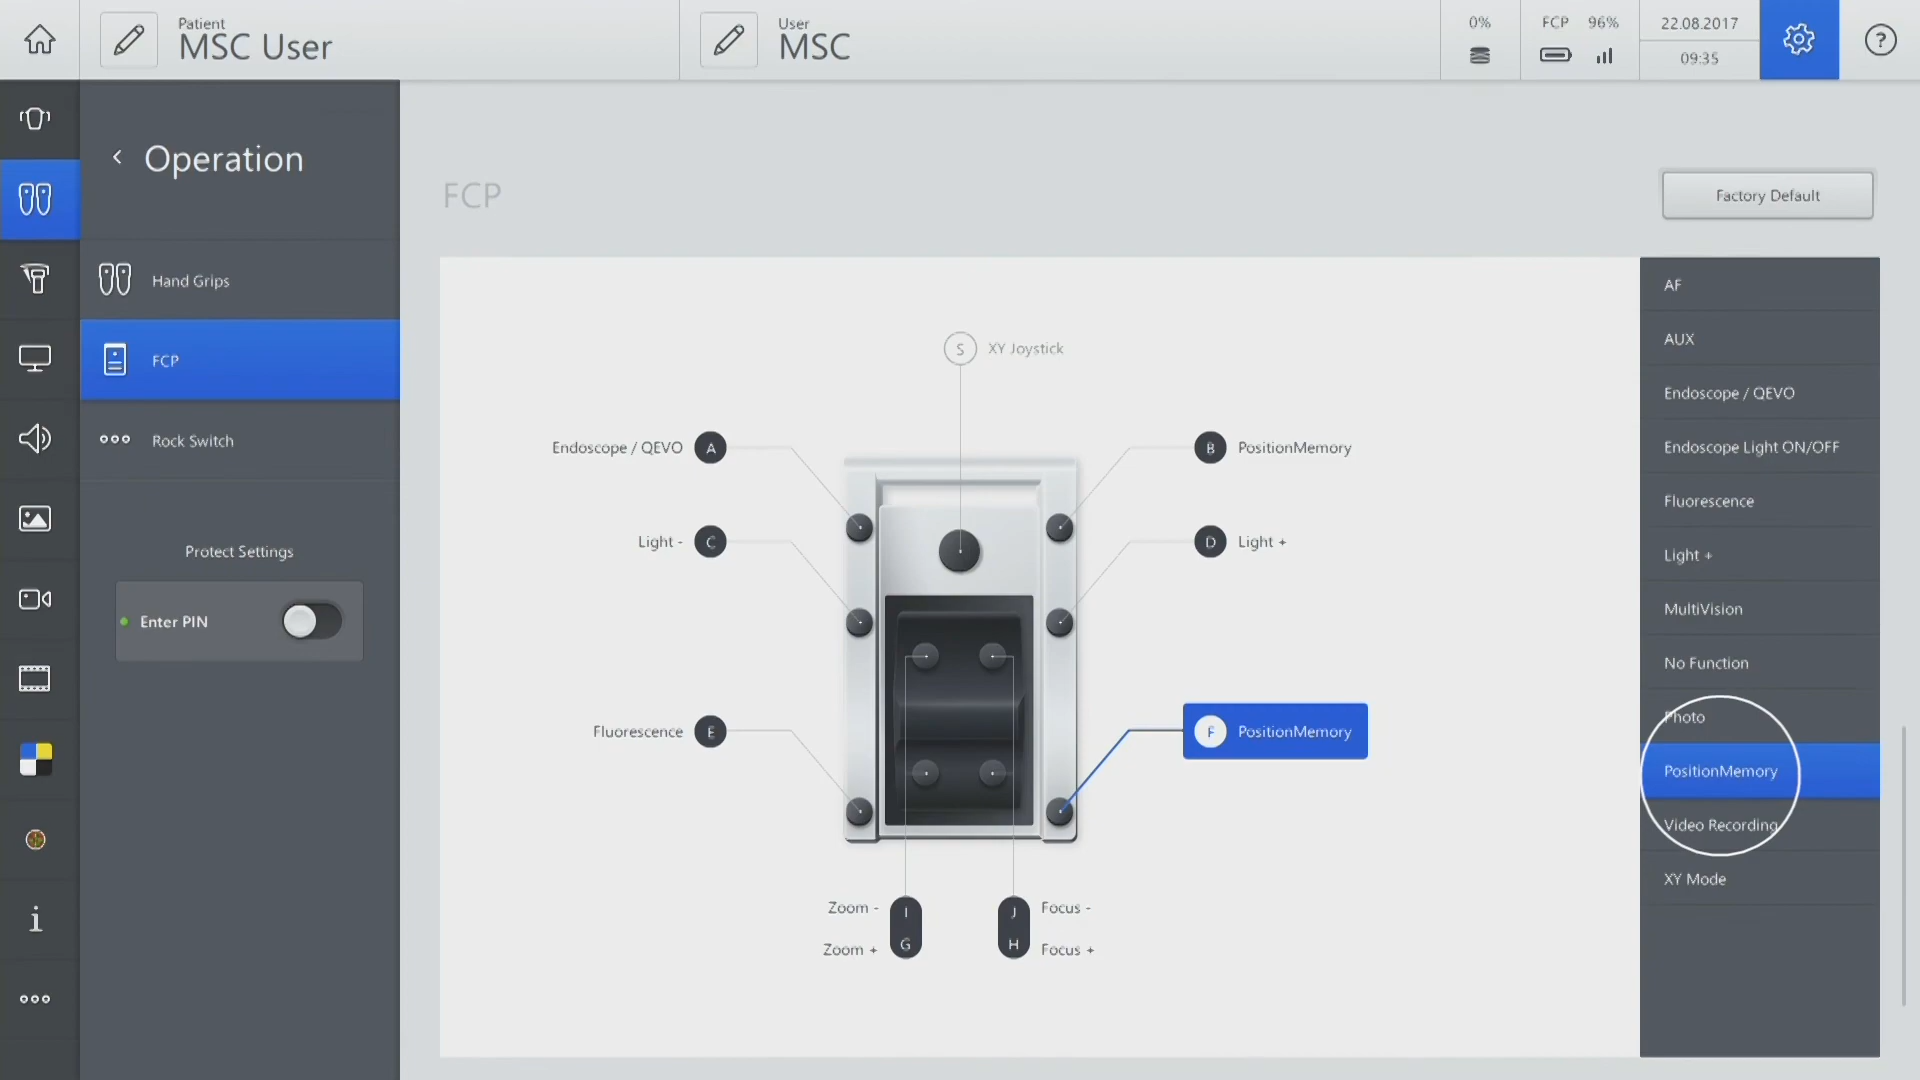 Patient
MSC User
User
MSC
0%
FCP 96%
22.08.2017
09:35
?
Operation
Hand Grips
FCP
Rock Switch
Protect Settings
Enter PIN
FCP
Factory Default
S XY Joystick
Endoscope / QEVO A
B PositionMemory
Light - C
D Light +
Fluorescence E
F PositionMemory
Zoom - I
J Focus -
Zoom + G
H Focus +
AF
AUX
Endoscope / QEVO
Endoscope Light ON/OFF
Fluorescence
Light +
MultiVision
No Function
Photo
PositionMemory
Video Recording
XY Mode